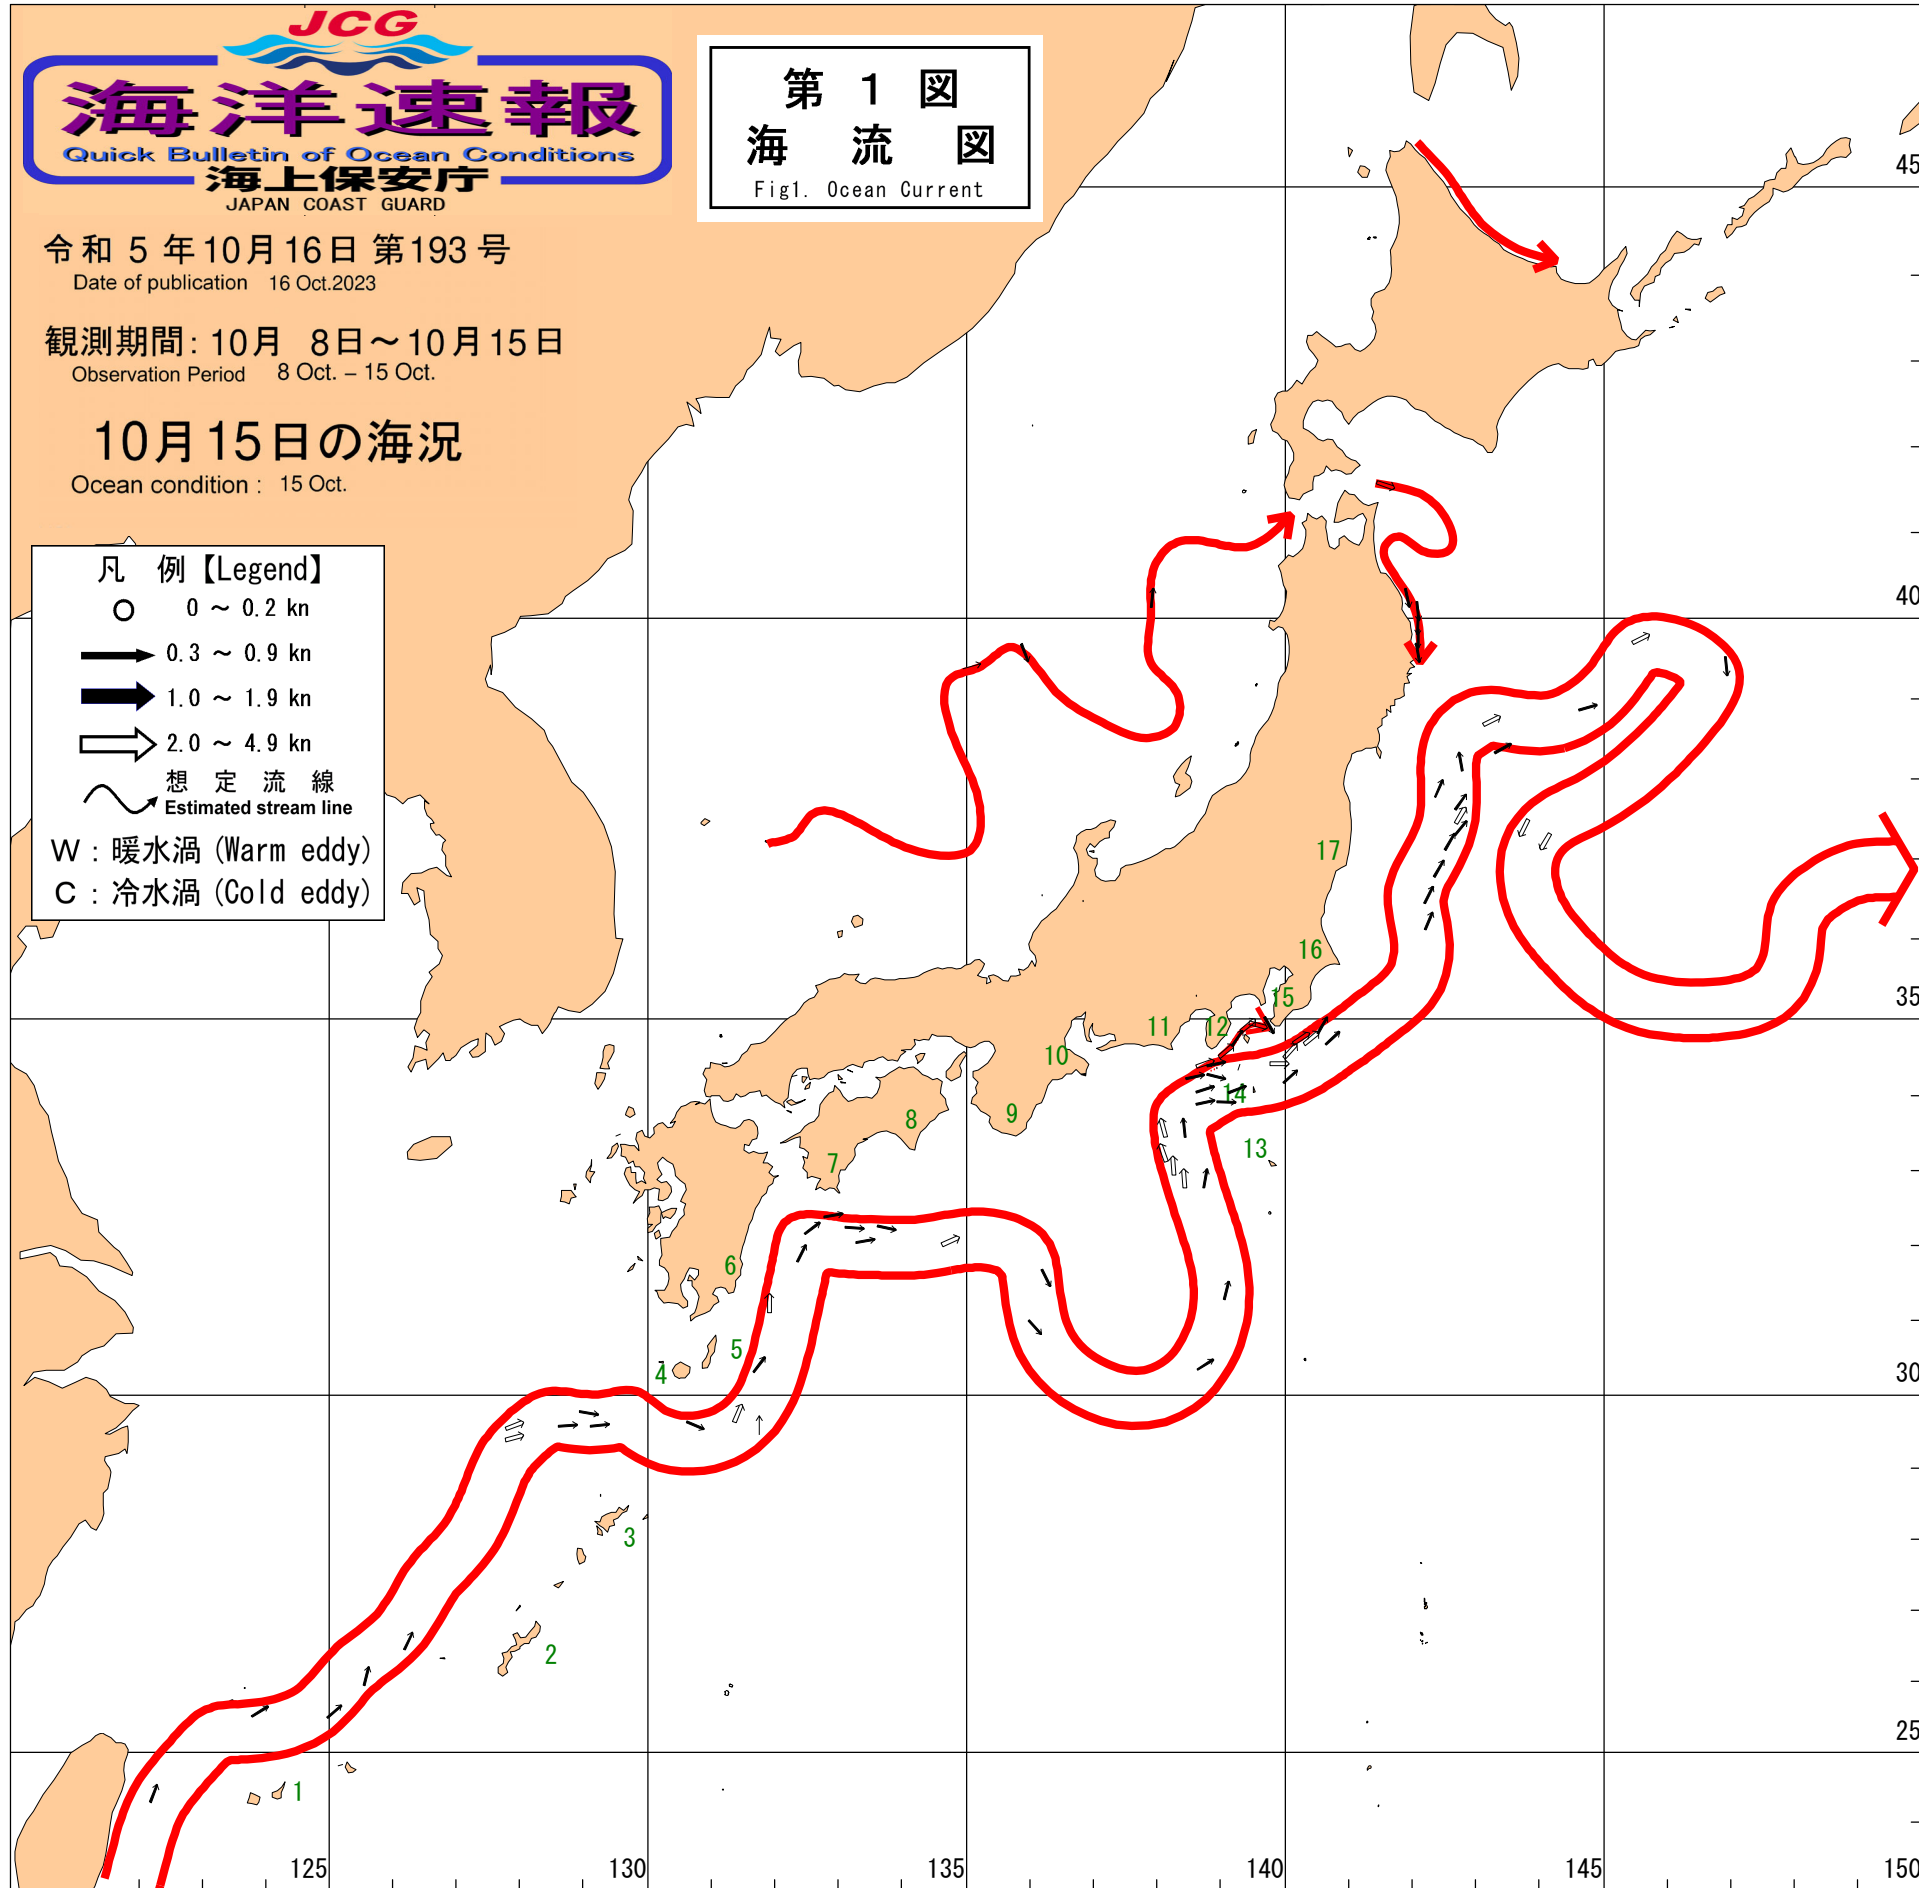 JCG
海洋速報
Quick Bulletin of Ocean Conditions
海上保安庁
JAPAN COAST GUARD
令和 5 年10月16日 第193号
Date of publication 16 Oct.2023
観測期間: 10月 8日~10月15日
Observation Period 8 Oct. – 15 Oct.
10月15日の海況
Ocean condition : 15 Oct.
第 1 図
海 流 図
Fig1. Ocean Current
凡 例【Legend】
0 ~ 0.2 kn
0.3 ~ 0.9 kn
1.0 ~ 1.9 kn
2.0 ~ 4.9 kn
想 定 流 線
Estimated stream line
W : 暖水渦 (Warm eddy)
C : 冷水渦 (Cold eddy)
45
40
17
16
35
15
12
11
10
14
9
8
13
7
6
5
4
30
3
2
25
1
125
130
135
140
145
150